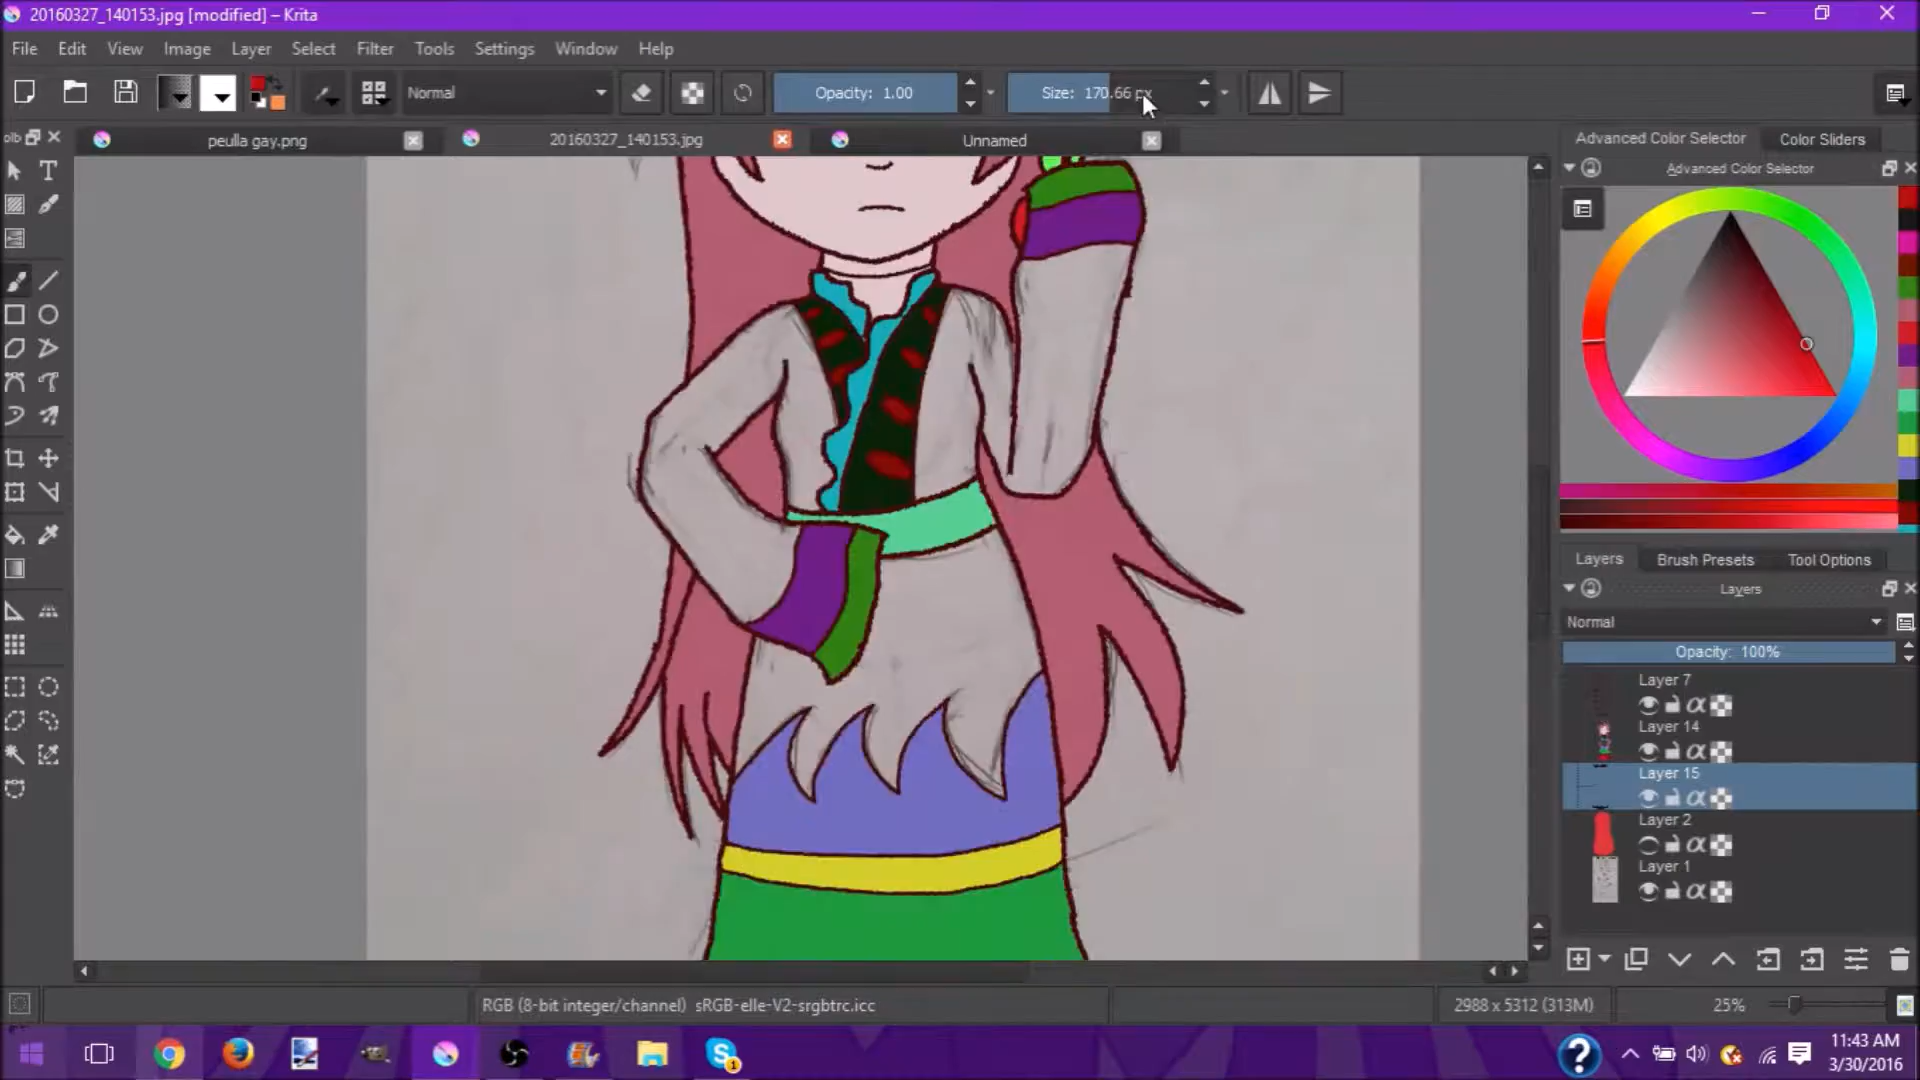 20160327_140153.jpg [modified] – Krita
File Edit View Image Layer Select Filter Tools Settings Window Help
Normal Opacity: 1.00 Size: 170.66 px
peulla gay.png 20160327_140153.jpg Unnamed
Advanced Color Selector Color Sliders
Advanced Color Selector
Layers Brush Presets Tool Options
Layers
Normal
Opacity: 100%
Layer 7
Layer 14
Layer 15
Layer 2
Layer 1
RGB (8-bit integer/channel) sRGB-elle-V2-srgbtrc.icc 2988 x 5312 (313M) 25%
11:43 AM
3/30/2016